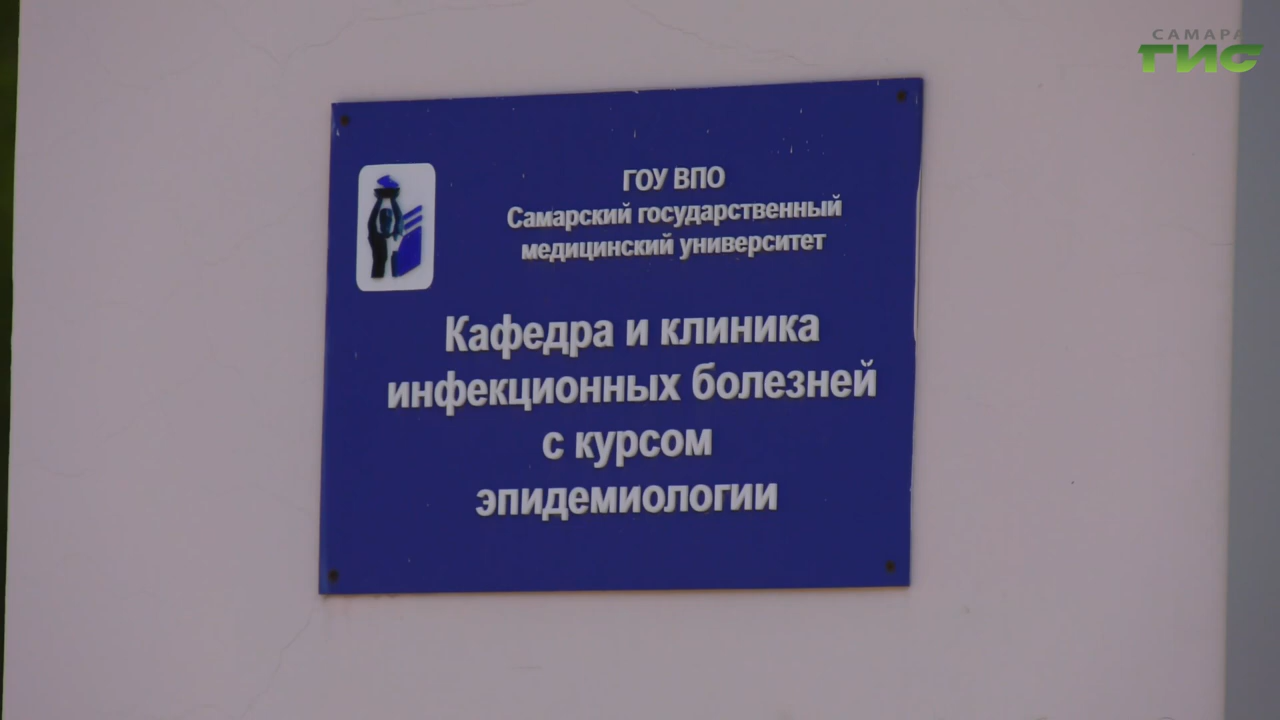 САМАРА
ГИС
ГОУ ВПО
Самарский государственный
медицинский университет
Кафедра и клиника
инфекционных болезней
с курсом
эпидемиологии